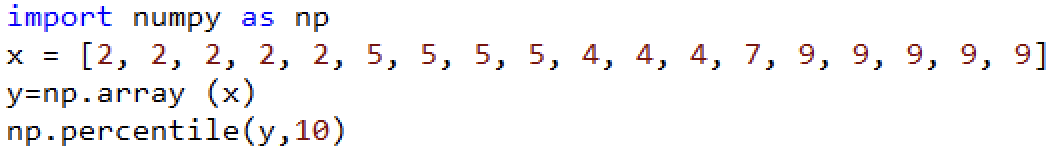 import numpy as np
x = [2, 2, 2, 2, 2, 5, 5, 5, 5, 4, 4, 4, 7, 9, 9, 9, 9, 9]
y=np.array (x)
np.percentile(y,10)